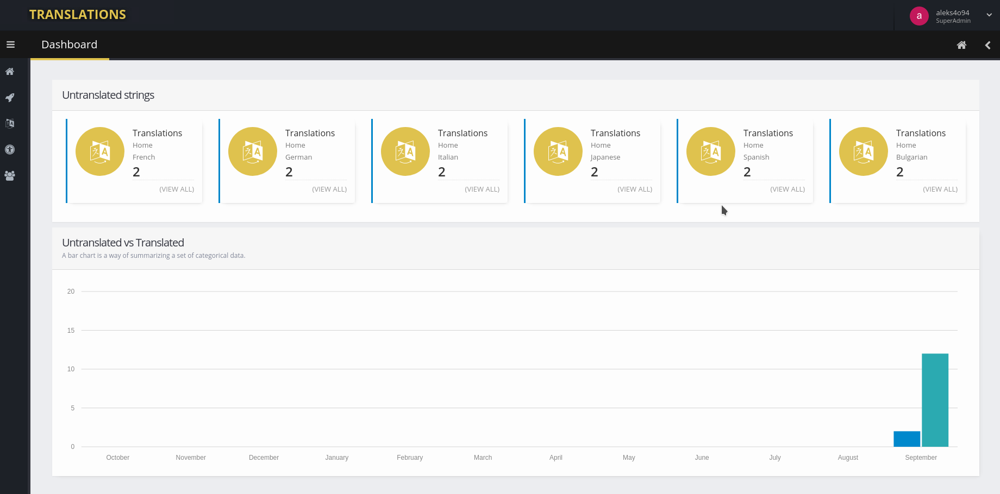 TRANSLATIONS
a
aleks4o94
SuperAdmin
Dashboard
Untranslated strings
Translations
Home
French
2
(VIEW ALL)
Translations
Home
German
2
(VIEW ALL)
Translations
Home
Italian
2
(VIEW ALL)
Translations
Home
Japanese
2
(VIEW ALL)
Translations
Home
Spanish
2
(VIEW ALL)
Translations
Home
Bulgarian
2
(VIEW ALL)
Untranslated vs Translated
A bar chart is a way of summarizing a set of categorical data.
20
15
10
5
0
October November December January February March April May June July August September